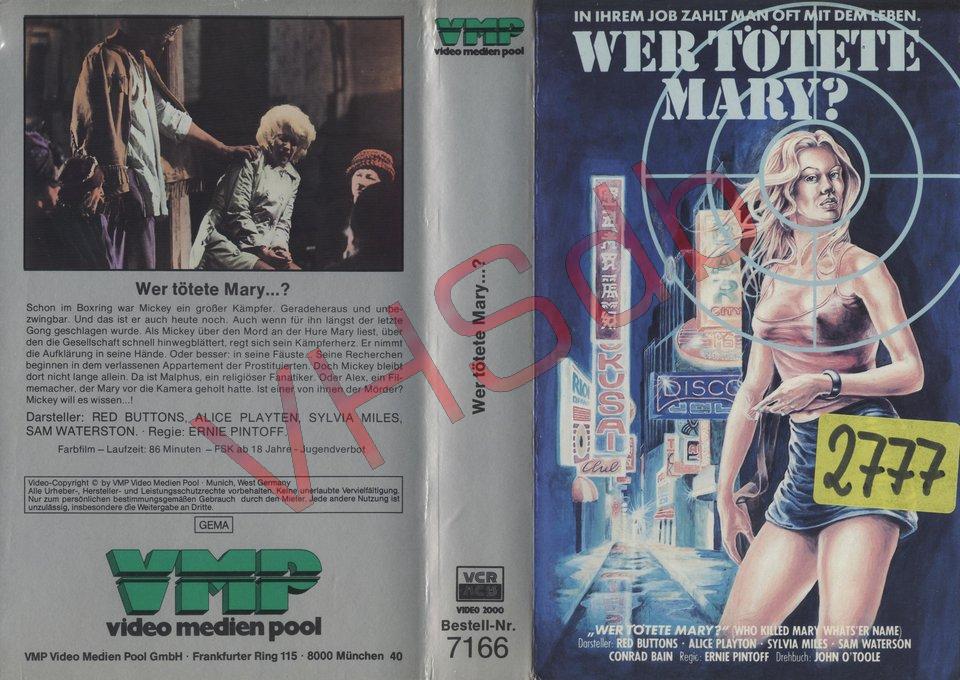 Wer tötete Mary...?
Schon im Boxring war Mickey ein großer Kämpfer. Geradeheraus und unbe-
zwingbar. Und das ist er auch heute noch. Auch wenn für ihn längst der letzte
Gong geschlagen wurde. Als Mickey über den Mord an der Hure Mary liest, über
den die Gesellschaft schnell hinwegblättert, regt sich sein Kämpferherz. Er nimmt
die Aufklärung in seine Hände. Oder besser: in seine Fäuste. Seine Recherchen
beginnen in dem verlassenen Appartement der Prostituierten. Doch Mickey bleibt
dort nicht lange allein. Da ist Malphus, ein religiöser Fanatiker. Oder Alex, ein Fil-
memacher, der Mary vor die Kamera geholt hatte. Ist einer von ihnen der Mörder?
Mickey will es wissen...!
Darsteller: RED BUTTONS, ALICE PLAYTEN, SYLVIA MILES,
SAM WATERSTON. · Regie: ERNIE PINTOFF.
Farbfilm – Laufzeit: 86 Minuten – FSK ab 18 Jahre - Jugendverbot
Video-Copyright © by VMP Video Medien Pool · Munich, West Germany
Alle Urheber-, Hersteller- und Leistungsschutzrechte vorbehalten. Keine unerlaubte Vervielfältigung.
Nur zum persönlichen bestimmungsgemäßen Gebrauch durch den Mieter. Jede andere Nutzung ist
unzulässig, insbesondere die Weitergabe an Dritte.
GEMA
VMP
video medien pool
VMP Video Medien Pool GmbH · Frankfurter Ring 115 · 8000 München 40
VMP
video medien pool
Wer tötete Mary...?
VCR
VIDEO 2000
Bestell-Nr.
7166
IN IHREM JOB ZAHLT MAN OFT MIT DEM LEBEN.
WER TÖTETE
MARY?
BAR
CITY
KUSAI
DISCO
Club
2777
„WER TÖTETE MARY?" (WHO KILLED MARY WHATS'ER NAME)
Darsteller: RED BUTTONS · ALICE PLAYTON · SYLVIA MILES · SAM WATERSON
CONRAD BAIN Regie: ERNIE PINTOFF Drehbuch: JOHN O'TOOLE
VHSdb